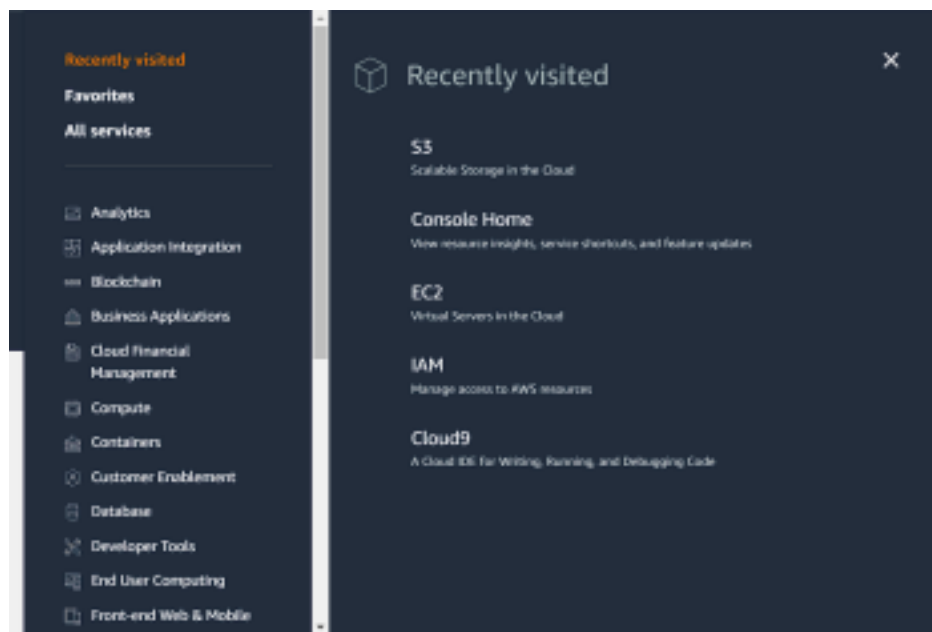 Recently visited
Favorites
All services
Analytics
Application Integration
Blockchain
Business Applications
Cloud Financial
Management
Compute
Containers
Customer Enablement
Database
Developer Tools
End User Computing
Front-end Web & Mobile
Recently visited
S3
Scalable Storage in the Cloud
Console Home
View resource insights, service shortcuts, and feature updates
EC2
Virtual Servers in the Cloud
IAM
Manage access to AWS resources
Cloud9
A Cloud IDE for Writing, Running, and Debugging Code